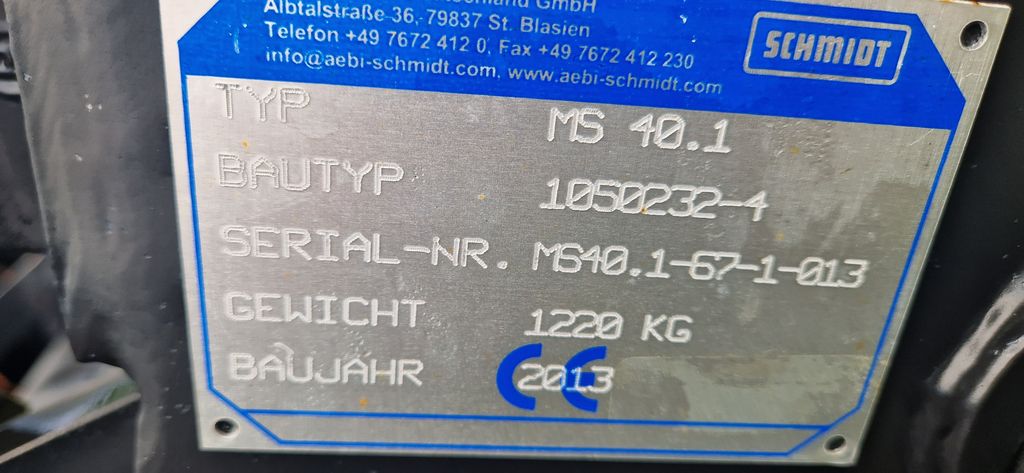 GmbH
Albtalstraße 36, 79837 St. Blasien
Telefon +49 7672 412 0, Fax +49 7672 412 230
info@aebi-schmidt.com, www.aebi-schmidt.com
SCHMIDT
TYP MS 40.1
BAUTYP 1050232-4
SERIAL-NR. MS40.1-67-1-013
GEWICHT 1220 KG
BAUJAHR 2013
CE